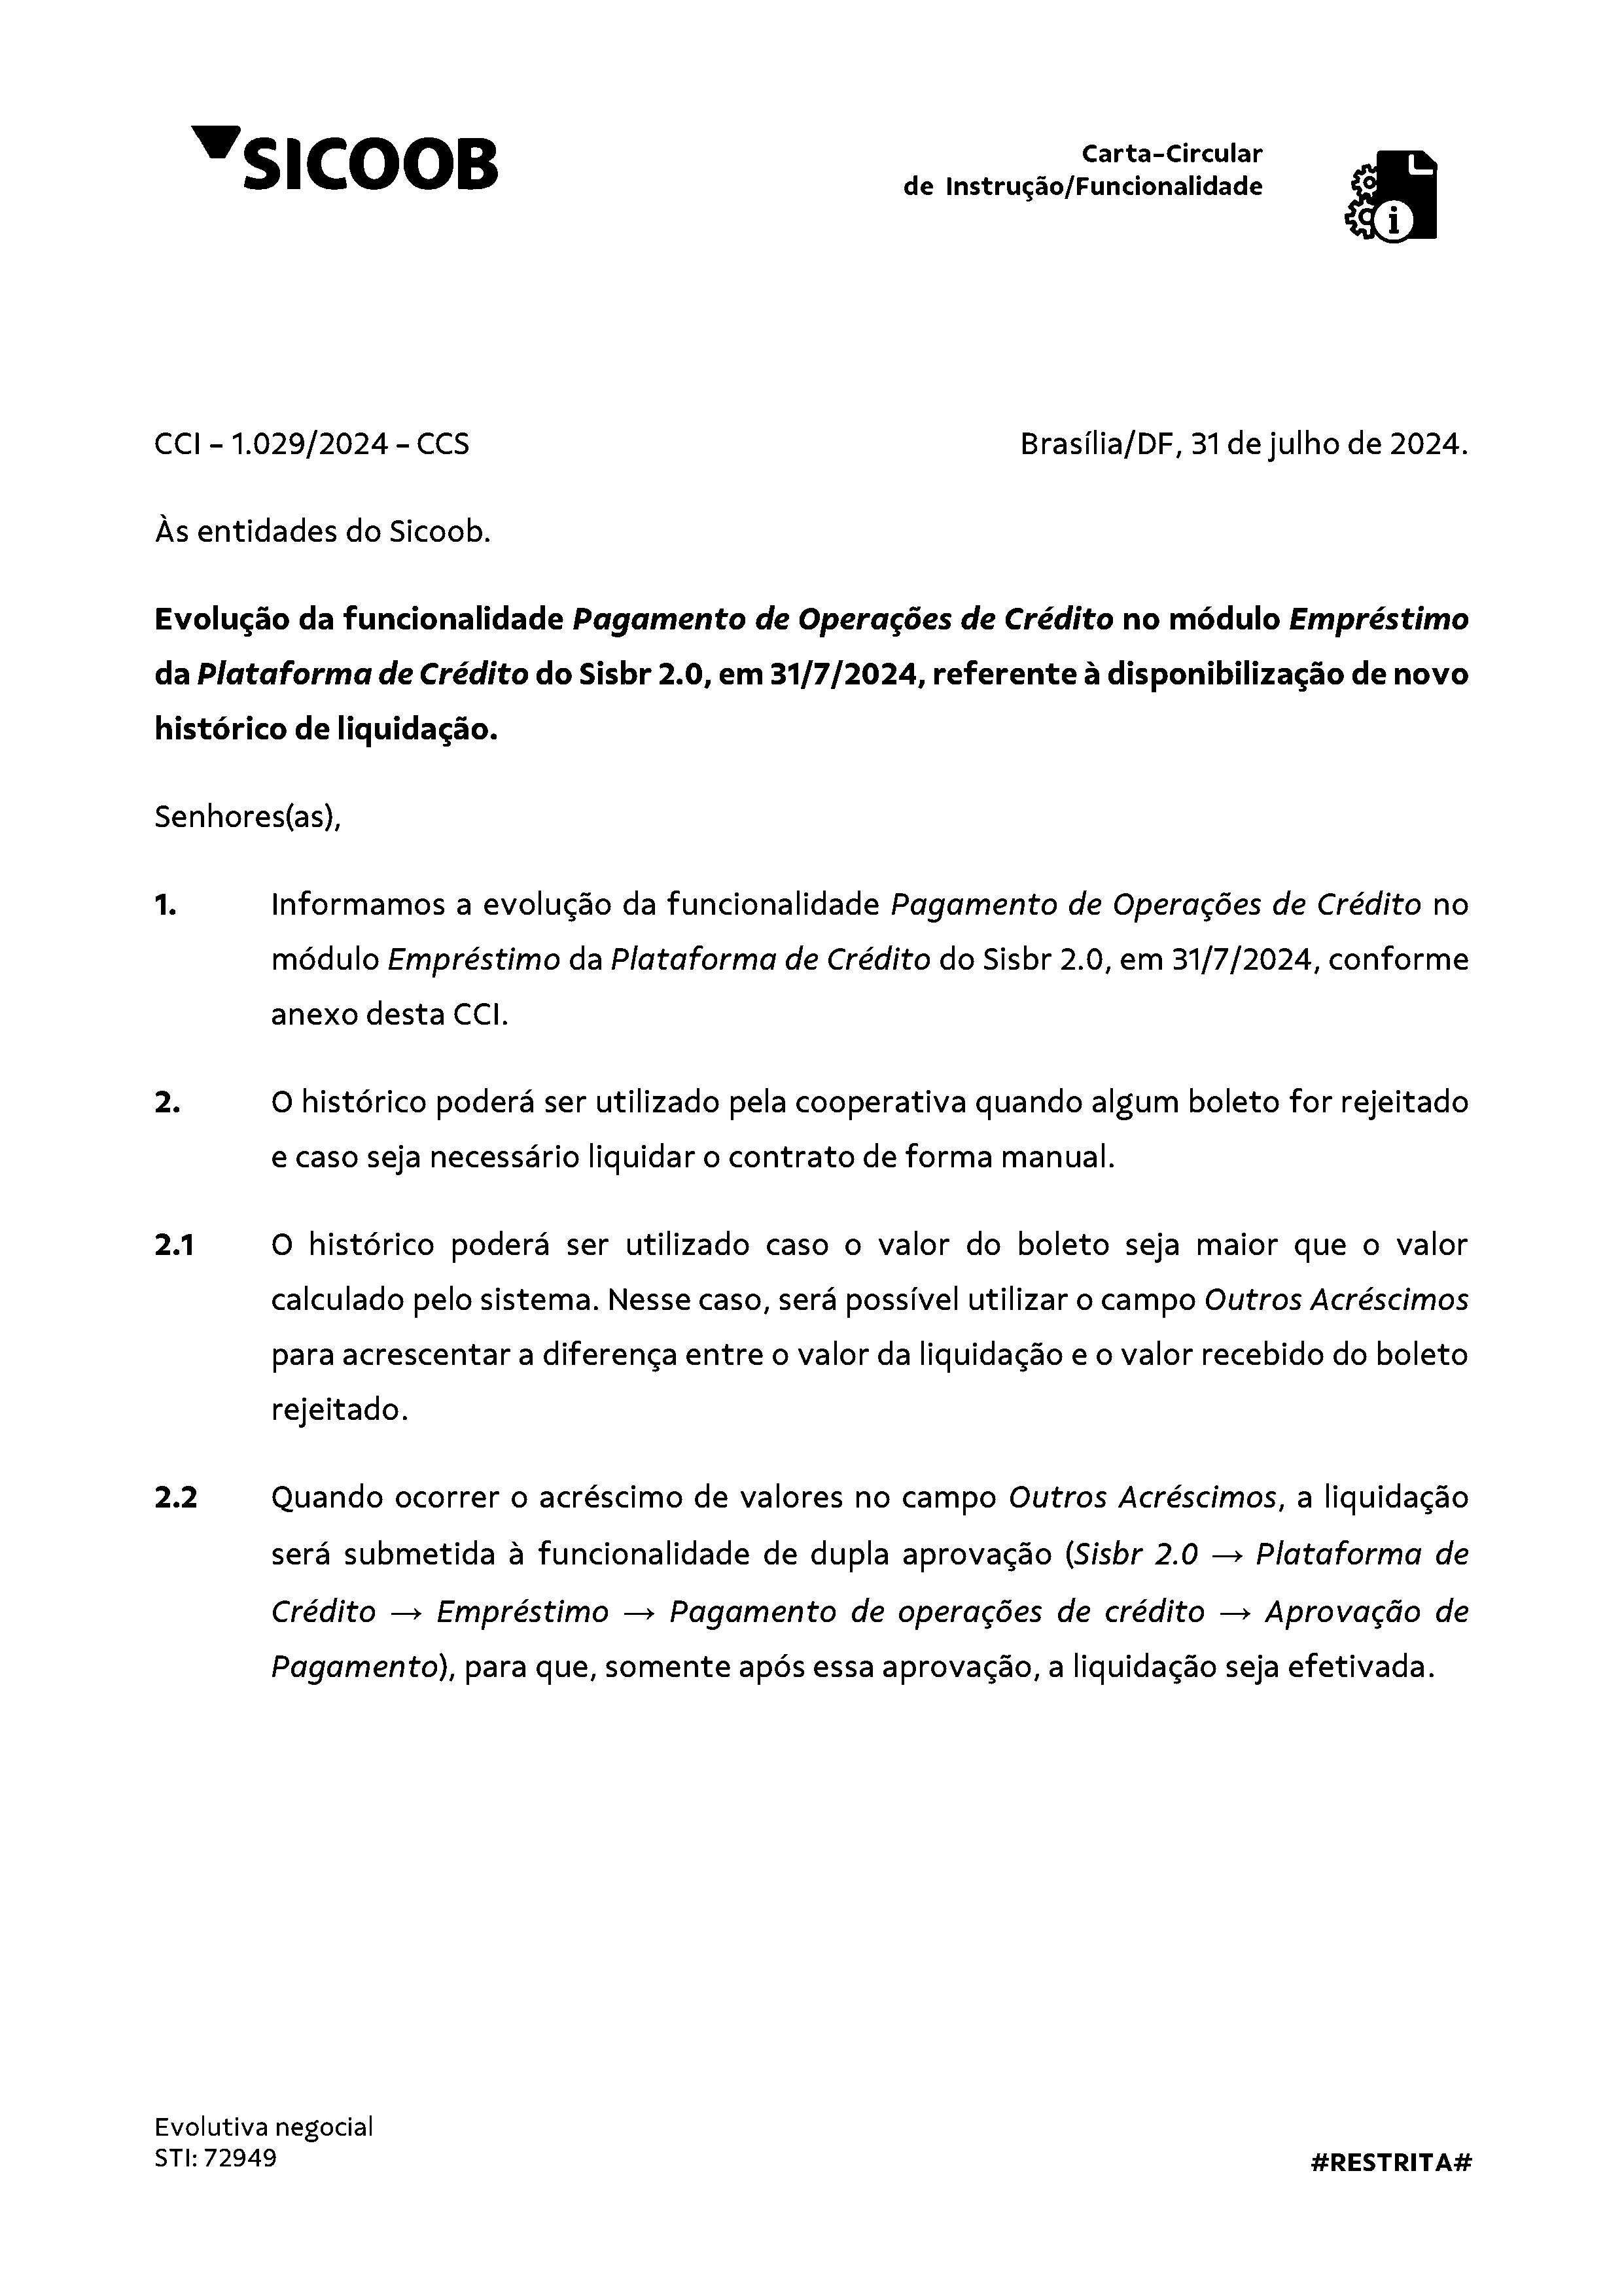 SICOOB
Carta-Circular
de Instrução/Funcionalidade
i
CCI – 1.029/2024 – CCS
Brasília/DF, 31 de julho de 2024.
Às entidades do Sicoob.
Evolução da funcionalidade Pagamento de Operações de Crédito no módulo Empréstimo
da Plataforma de Crédito do Sisbr 2.0, em 31/7/2024, referente à disponibilização de novo
histórico de liquidação.
Senhores(as),
1. Informamos a evolução da funcionalidade Pagamento de Operações de Crédito no
módulo Empréstimo da Plataforma de Crédito do Sisbr 2.0, em 31/7/2024, conforme
anexo desta CCI.
2. O histórico poderá ser utilizado pela cooperativa quando algum boleto for rejeitado
e caso seja necessário liquidar o contrato de forma manual.
2.1 O histórico poderá ser utilizado caso o valor do boleto seja maior que o valor
calculado pelo sistema. Nesse caso, será possível utilizar o campo Outros Acréscimos
para acrescentar a diferença entre o valor da liquidação e o valor recebido do boleto
rejeitado.
2.2 Quando ocorrer o acréscimo de valores no campo Outros Acréscimos, a liquidação
será submetida à funcionalidade de dupla aprovação (Sisbr 2.0 → Plataforma de
Crédito → Empréstimo → Pagamento de operações de crédito → Aprovação de
Pagamento), para que, somente após essa aprovação, a liquidação seja efetivada.
Evolutiva negocial
STI: 72949
#RESTRITA#